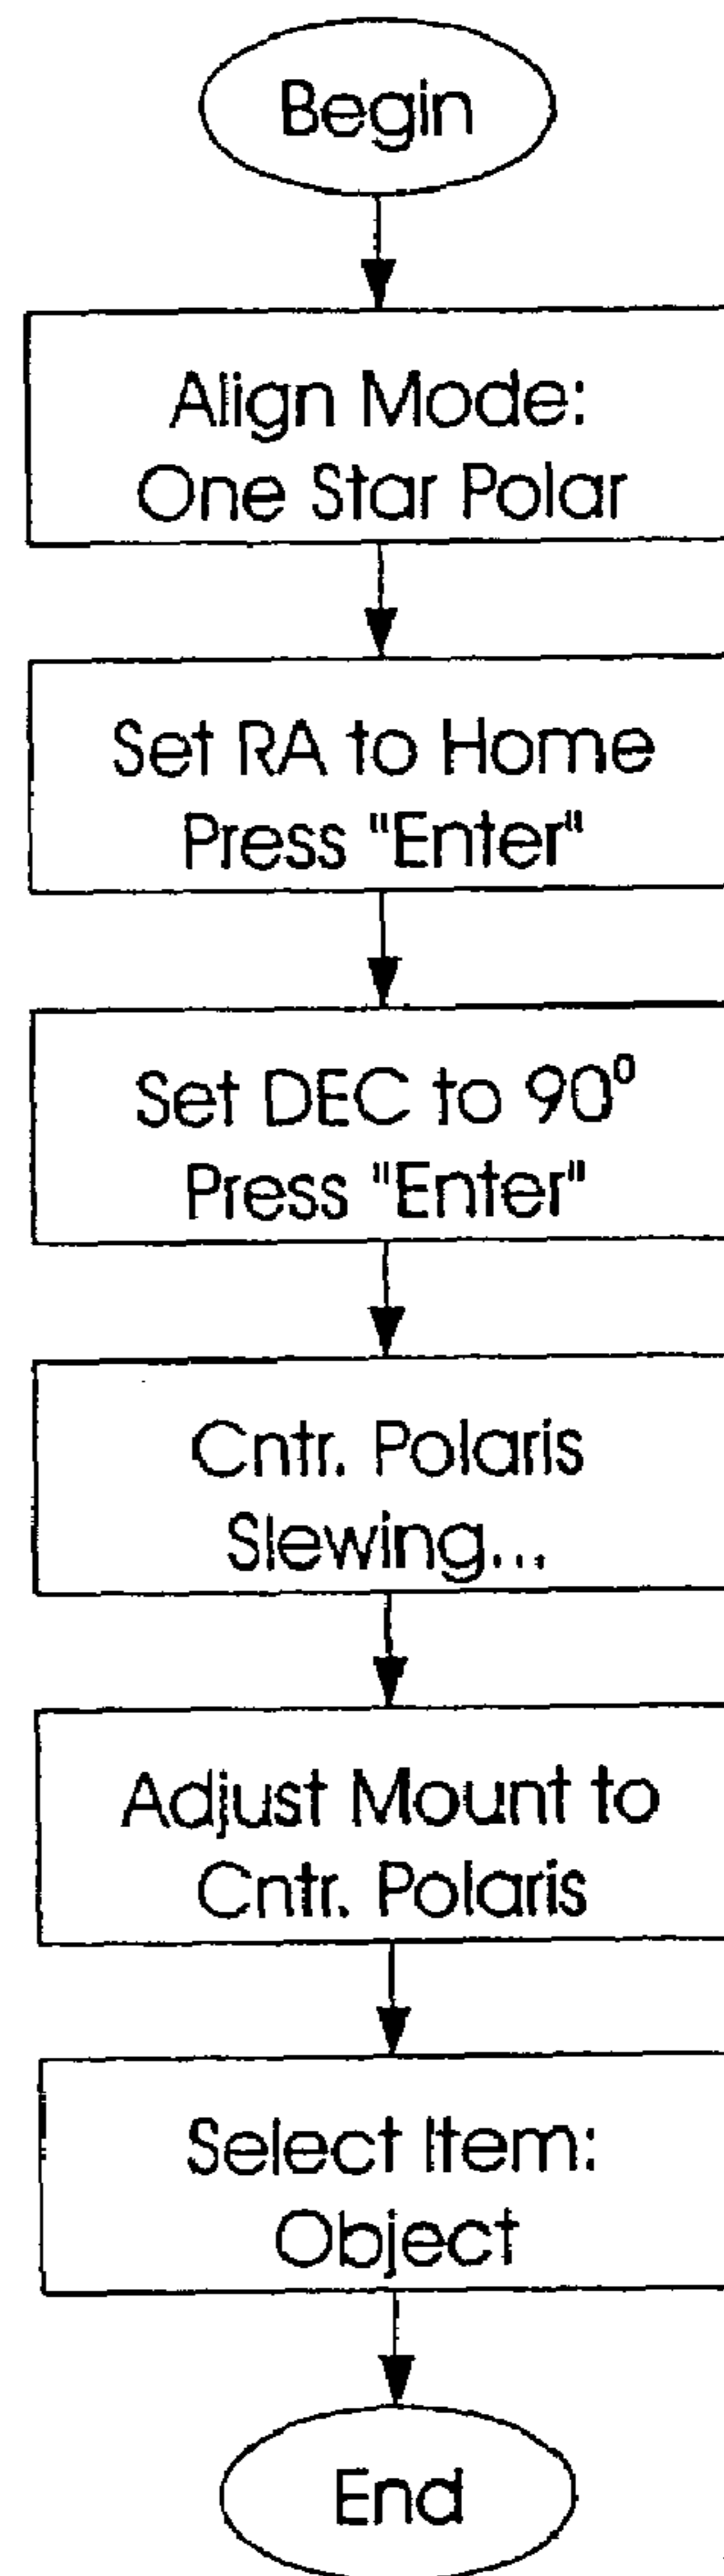 Begin
Align Mode:
One Star Polar
Set RA to Home
Press "Enter"
Set DEC to 90⁰
Press "Enter"
Cntr. Polaris
Slewing...
Adjust Mount to
Cntr. Polaris
Select Item:
Object
End